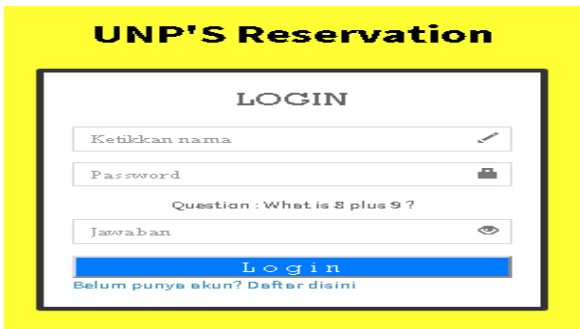 UNP'S Reservation
LOGIN
Ketikkan nama
Password
Question : What is 8 plus 9 ?
Jawaban
Login
Belum punya akun? Daftar disini